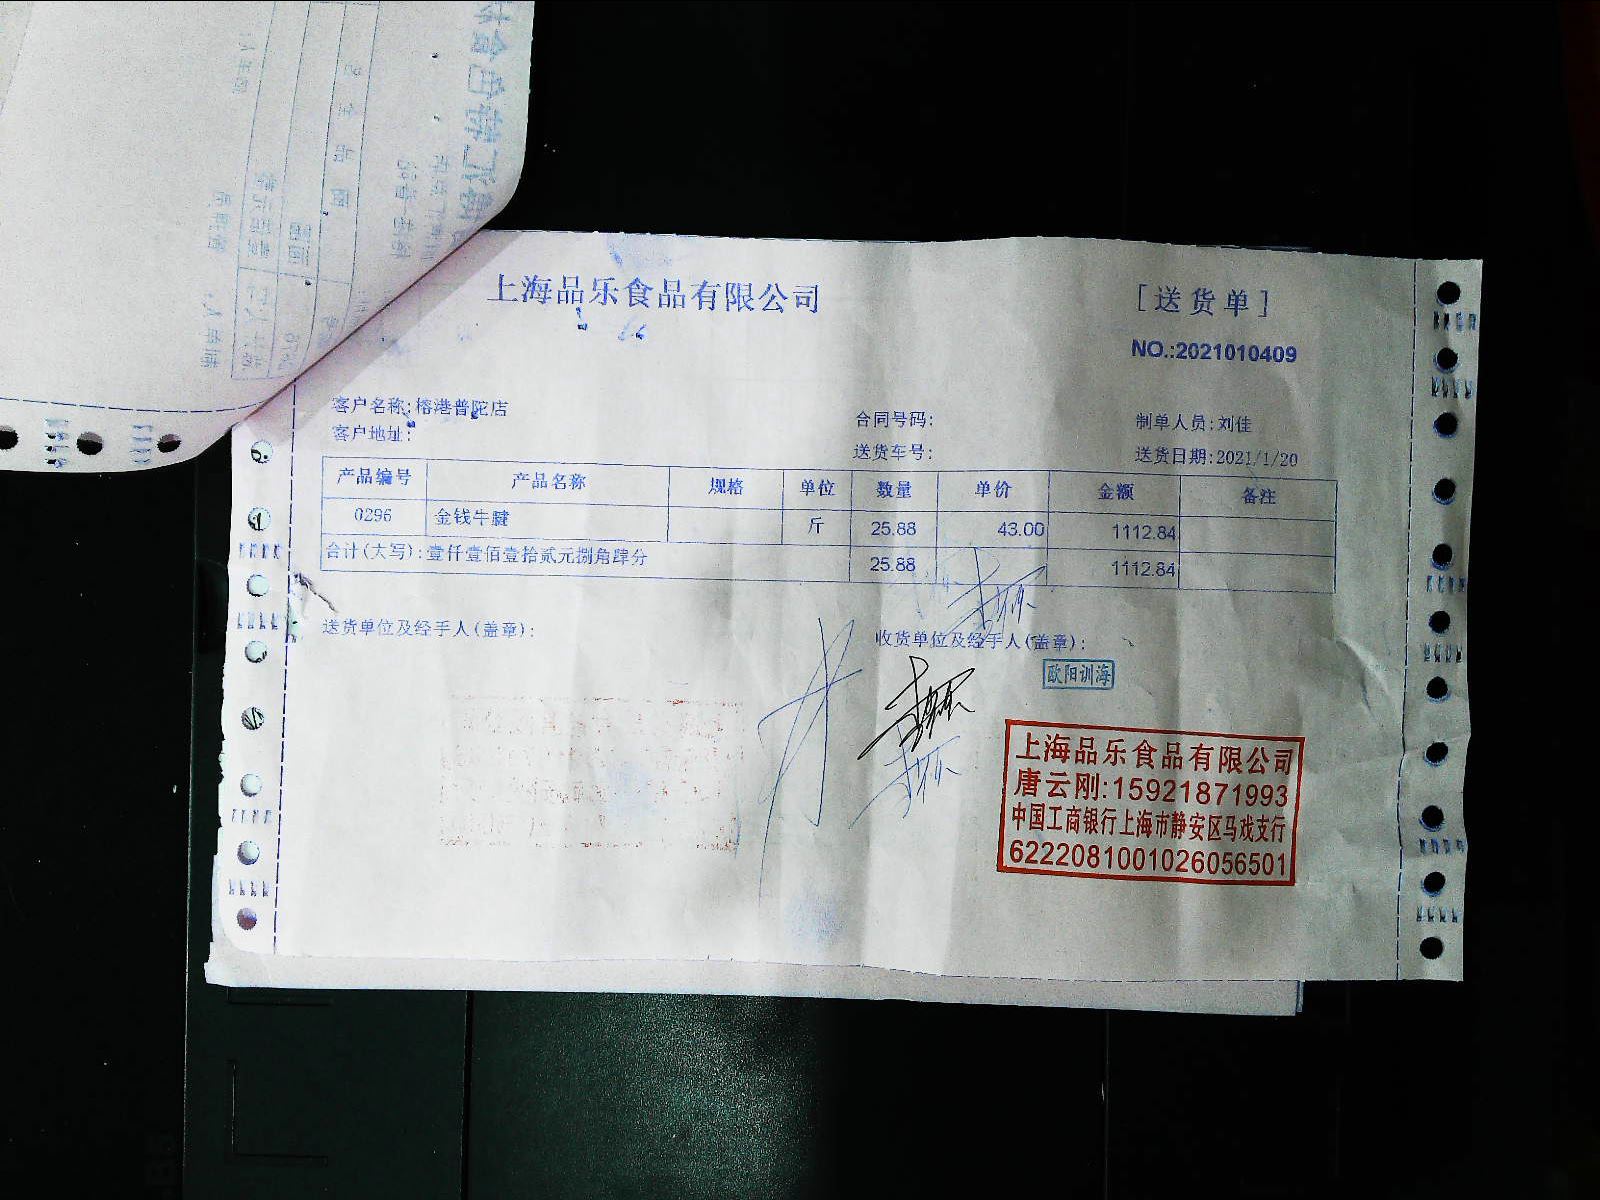 上海品乐食品有限公司
[送货单]
NO.:2021010409
客户名称:榕港普陀店
合同号码:
制单人员:刘佳
客户地址:
送货车号:
送货日期:2021/1/20
产品编号 产品名称 规格 单位 数量 单价 金额 备注
0296 金钱牛腱 斤 25.88 43.00 1112.84
合计(大写):壹仟壹佰壹拾贰元捌角肆分 25.88 1112.84
送货单位及经手人(盖章):
收货单位及经手人(盖章):
欧阳训海
上海品乐食品有限公司
唐云刚:15921871993
中国工商银行上海市静安区马戏支行
6222081001026056501